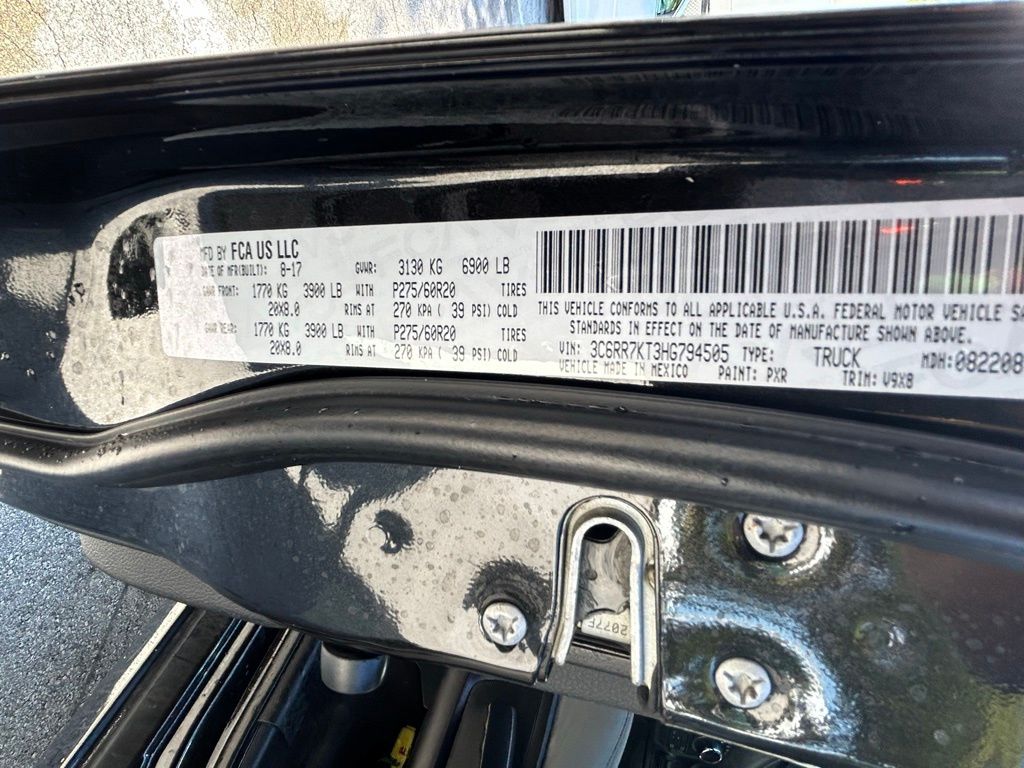 MFD BY FCA US LLC
DATE OF MFR(BUILT): 8-17 GVWR: 3130 KG 6900 LB
GAWR FRONT: 1770 KG 3900 LB WITH P275/60R20 TIRES
20X8.0 RIMS AT 270 KPA ( 39 PSI) COLD
GAWR REAR: 1770 KG 3900 LB WITH P275/60R20 TIRES
20X8.0 RIMS AT 270 KPA ( 39 PSI) COLD
THIS VEHICLE CONFORMS TO ALL APPLICABLE U.S.A. FEDERAL MOTOR VEHICLE SA
STANDARDS IN EFFECT ON THE DATE OF MANUFACTURE SHOWN ABOVE.
VIN: 3C6RR7KT3HG794505 TYPE: TRUCK MDH: 082208
VEHICLE MADE IN MEXICO PAINT: PXR TRIM: V9X8